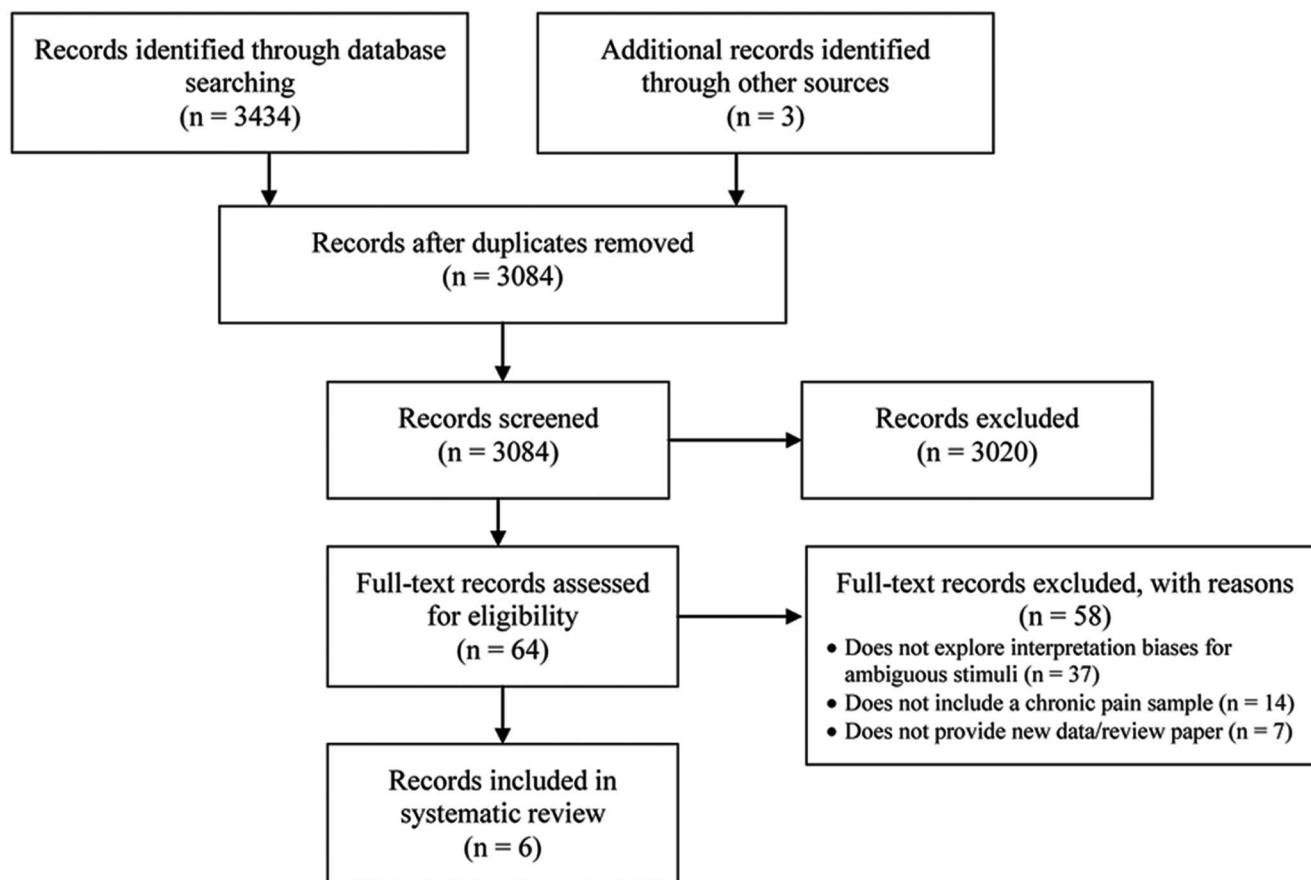 Records identified through database
searching
(n = 3434)
Additional records identified
through other sources
(n = 3)
Records after duplicates removed
(n = 3084)
Records screened
(n = 3084)
Records excluded
(n = 3020)
Full-text records assessed
for eligibility
(n = 64)
Full-text records excluded, with reasons
(n = 58)
• Does not explore interpretation biases for
ambiguous stimuli (n = 37)
• Does not include a chronic pain sample (n = 14)
• Does not provide new data/review paper (n = 7)
Records included in
systematic review
(n = 6)